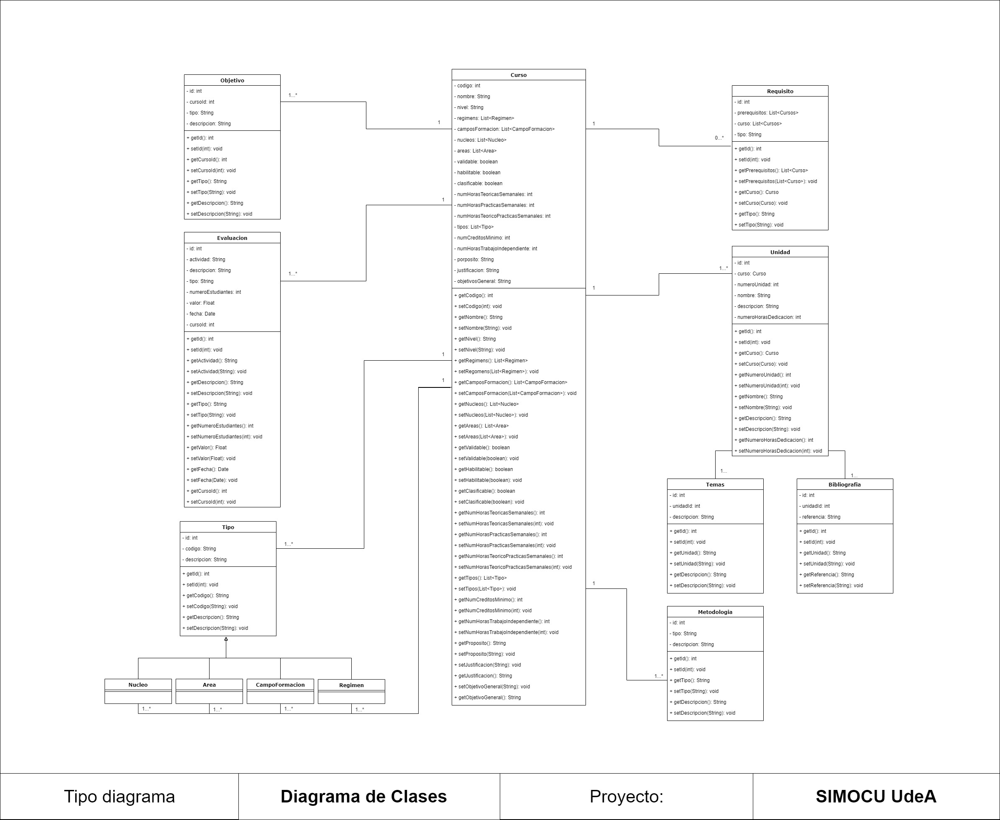 Objetivo
- id: int
- cursoId: int
- tipo: String
- descripcion: String
+ getId(): int
+ setId(int): void
+ getCursoId(): int
+ setCursoId(int): void
+ getTipo(): String
+ setTipo(String): void
+ getDescripcion(): String
+ setDescripcion(String): void
1...*
1
Evaluacion
- id: int
- actividad: String
- descripcion: String
- tipo: String
- numeroEstudiantes: int
- valor: Float
- fecha: Date
- cursoId: int
+ getId(): int
+ setId(int): void
+ getActividad(): String
+ setActividad(String): void
+ getDescripcion(): String
+ setDescripcion(String): void
+ getTipo(): String
+ setTipo(String): void
+ getNumeroEstudiantes(): int
+ setNumeroEstudiantes(int): void
+ getValor(): Float
+ setValor(Float): void
+ getFecha(): Date
+ setFecha(Date): void
+ getCursoId(): int
+ setCursoId(int): void
1...*
1
Tipo
- id: int
- codigo: String
- descripcion: String
+ getId(): int
+ setId(int): void
+ getCodigo(): String
+ setCodigo(String): void
+ getDescripcion(): String
+ setDescripcion(String): void
1...*
1
Nucleo
Area
CampoFormacion
Regimen
1...*
1...*
1...*
1...*
1
Curso
- codigo: int
- nombre: String
- nivel: String
- regimens: List<Regimen>
- camposFormacion: List<CampoFormacion>
- nucleos: List<Nucleo>
- areas: List<Area>
- validable: boolean
- habilitable: boolean
- clasificable: boolean
- numHorasTeoricasSemanales: int
- numHorasPracticasSemanales: int
- numHorasTeoricoPracticasSemanales: int
- tipos: List<Tipo>
- numCreditosMinimo: int
- numHorasTrabajoIndependiente: int
- porposito: String
- justificacion: String
- objetivosGeneral: String
+ getCodigo(): int
+ setCodigo(int): void
+ getNombre(): String
+ setNombre(String): void
+ getNivel(): String
+ setNivel(String): void
+ getRegimens(): List<Regimen>
+ setRegomens(List<Regimen>): void
+ getCamposFormacion(): List<CampoFormacion>
+ setCamposFormacion(List<CampoFormacion>): void
+ getNucleos(): List<Nucleo>
+ setNucleos(List<Nucleo>): void
+ getAreas(): List<Area>
+ setAreas(List<Area>): void
+ getValidable(): boolean
+ setValidable(boolean): void
+ getHabilitable(): boolean
+ setHabilitable(boolean): void
+ getClasificable(): boolean
+ setClasificable(boolean): void
+ getNumHorasTeoricasSemanales(): int
+ setNumHorasTeoricasSemanales(int): void
+ getNumHorasPracticasSemanales(): int
+ setNumHorasPracticasSemanales(int): void
+ getNumHorasTeoricoPracticasSemanales(): int
+ setNumHorasTeoricoPracticasSemanales(int): void
+ getTipos(): List<Tipo>
+ setTipos(List<Tipo>): void
+ getNumCreditosMinimo(): int
+ getNumCreditosMinimo(int): void
+ getNumHorasTrabajoIndependiente(): int
+ setNumHorasTrabajoIndependiente(int): void
+ getProposito(): String
+ setProposito(String): void
+ setJustificacion(String): void
+ getJustificacion(): String
+ setObjetivoGeneral(String): void
+ getObjetivoGeneral(): String
1
0...*
Requisito
- id: int
- prerequisitos: List<Cursos>
- curso: List<Cursos>
- tipo: String
+ getId(): int
+ setId(int): void
+ getPrerequisitos(): List<Curso>
+ setPrerequisitos(List<Curso>): void
+ getCurso(): Curso
+ setCurso(Curso): void
+ getTipo(): String
+ setTipo(String): void
1
1...*
Unidad
- id: int
- curso: Curso
- numeroUnidad: int
- nombre: String
- descripcion: String
- numeroHorasDedicacion: int
+ getId(): int
+ setId(int): void
+ getCurso(): Curso
+ setCurso(Curso): void
+ getNumeroUnidad(): int
+ setNumeroUnidad(int): void
+ getNombre(): String
+ setNombre(String): void
+ getDescripcion(): String
+ setDescripcion(String): void
+ getNumeroHorasDedicacion(): int
+ setNumeroHorasDedicacion(int): void
1...
1...
Temas
- id: int
- unidadId: int
- descripcion: String
+ getId(): int
+ setId(int): void
+ getUnidad(): String
+ setUnidad(String): void
+ getDescripcion(): String
+ setDescripcion(String): void
Bibliografia
- id: int
- unidadId: int
- referencia: String
+ getId(): int
+ setId(int): void
+ getUnidad(): String
+ setUnidad(String): void
+ getReferencia(): String
+ setReferencia(String): void
1
1...*
Metodologia
- id: int
- tipo: String
- descripcion: String
+ getId(): int
+ setId(int): void
+ getTipo(): String
+ setTipo(String): void
+ getDescripcion(): String
+ setDescripcion(String): void
Tipo diagrama
Diagrama de Clases
Proyecto:
SIMOCU UdeA